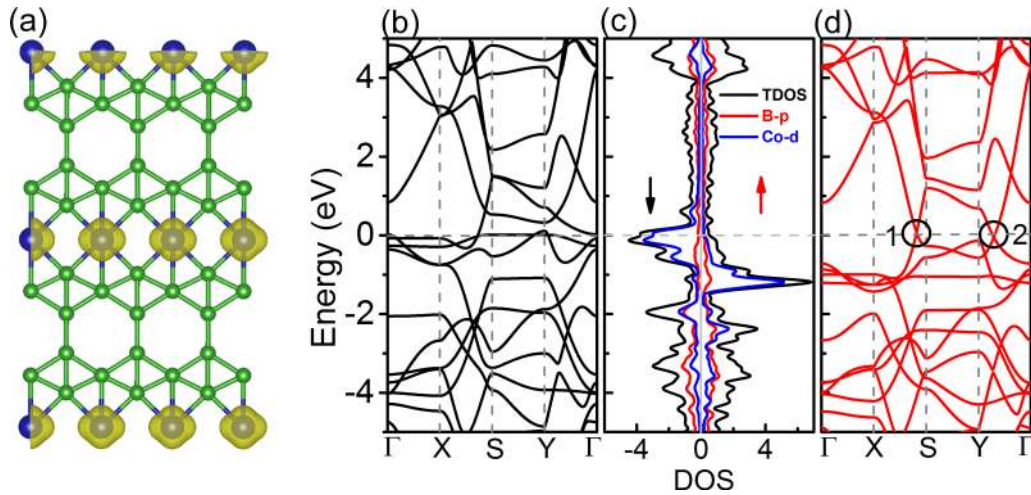 (a)
(b)
(c)
(d)
Energy (eV)
4
2
0
-2
-4
Γ X S Y Γ
TDOS
B-p
Co-d
-4 0 4
DOS
1
2
Γ X S Y Γ